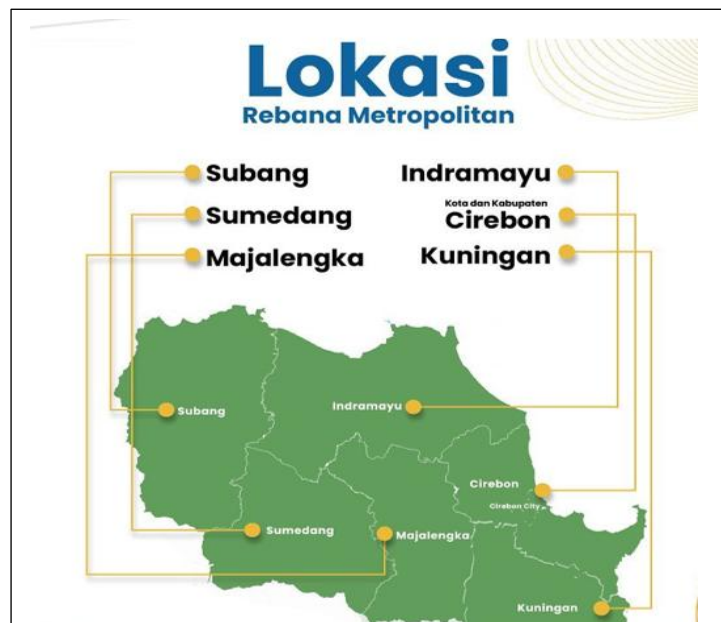 Lokasi
Rebana Metropolitan
Subang
Sumedang
Majalengka
Indramayu
Kota dan Kabupaten
Cirebon
Kuningan
Subang
Indramayu
Cirebon
Cirebon City
Sumedang
Majalengka
Kuningan